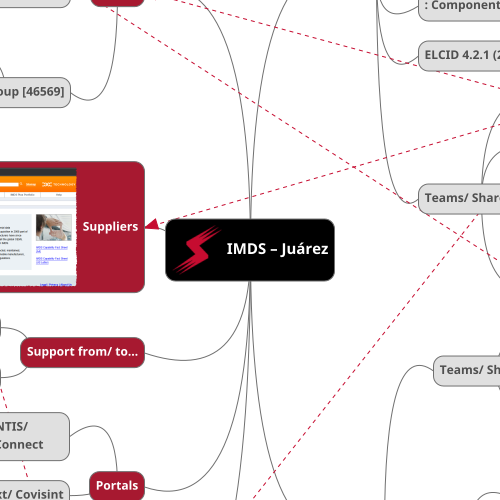 : Component
ELCID 4.2.1 (2
oup [46569]
Suppliers
Teams/ Shar
IMDS – Juárez
Support from/ to...
Teams/ Sh
NTIS/
Connect
Portals
xt/ Covisint